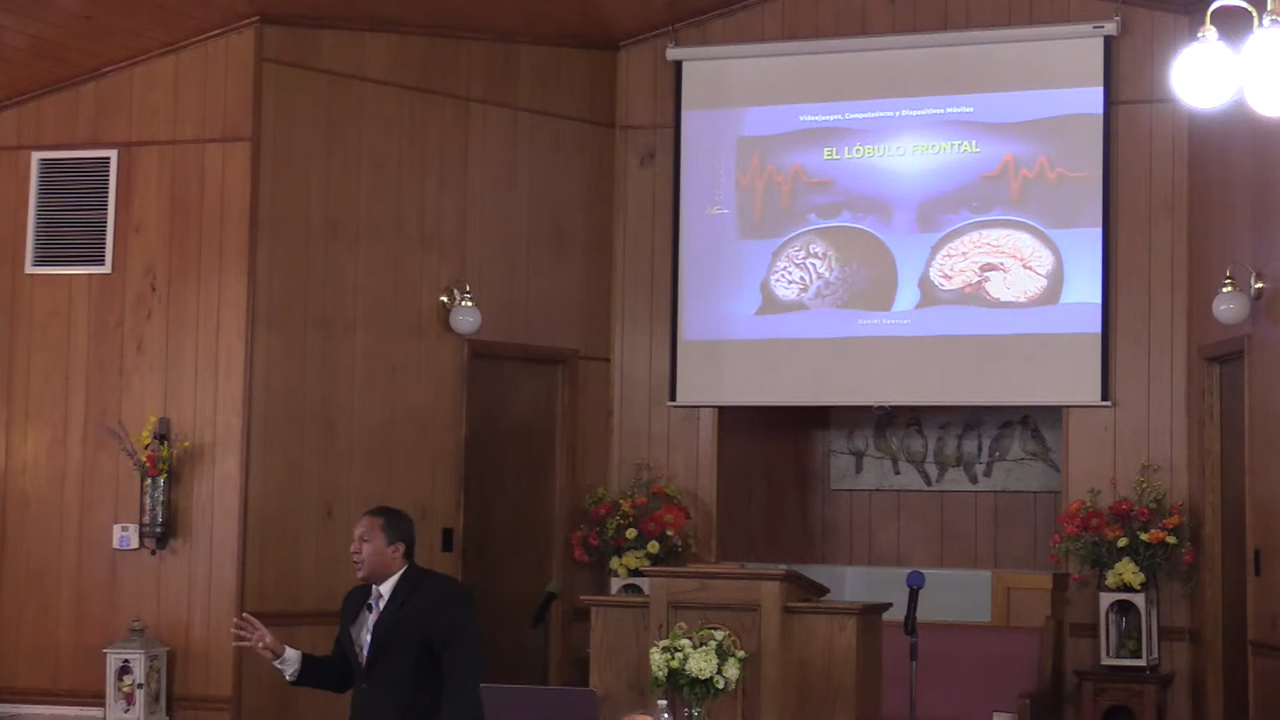 Videojuegos, Computadoras y Dispositivos Móviles
EL LÓBULO FRONTAL
Daniel Spencer